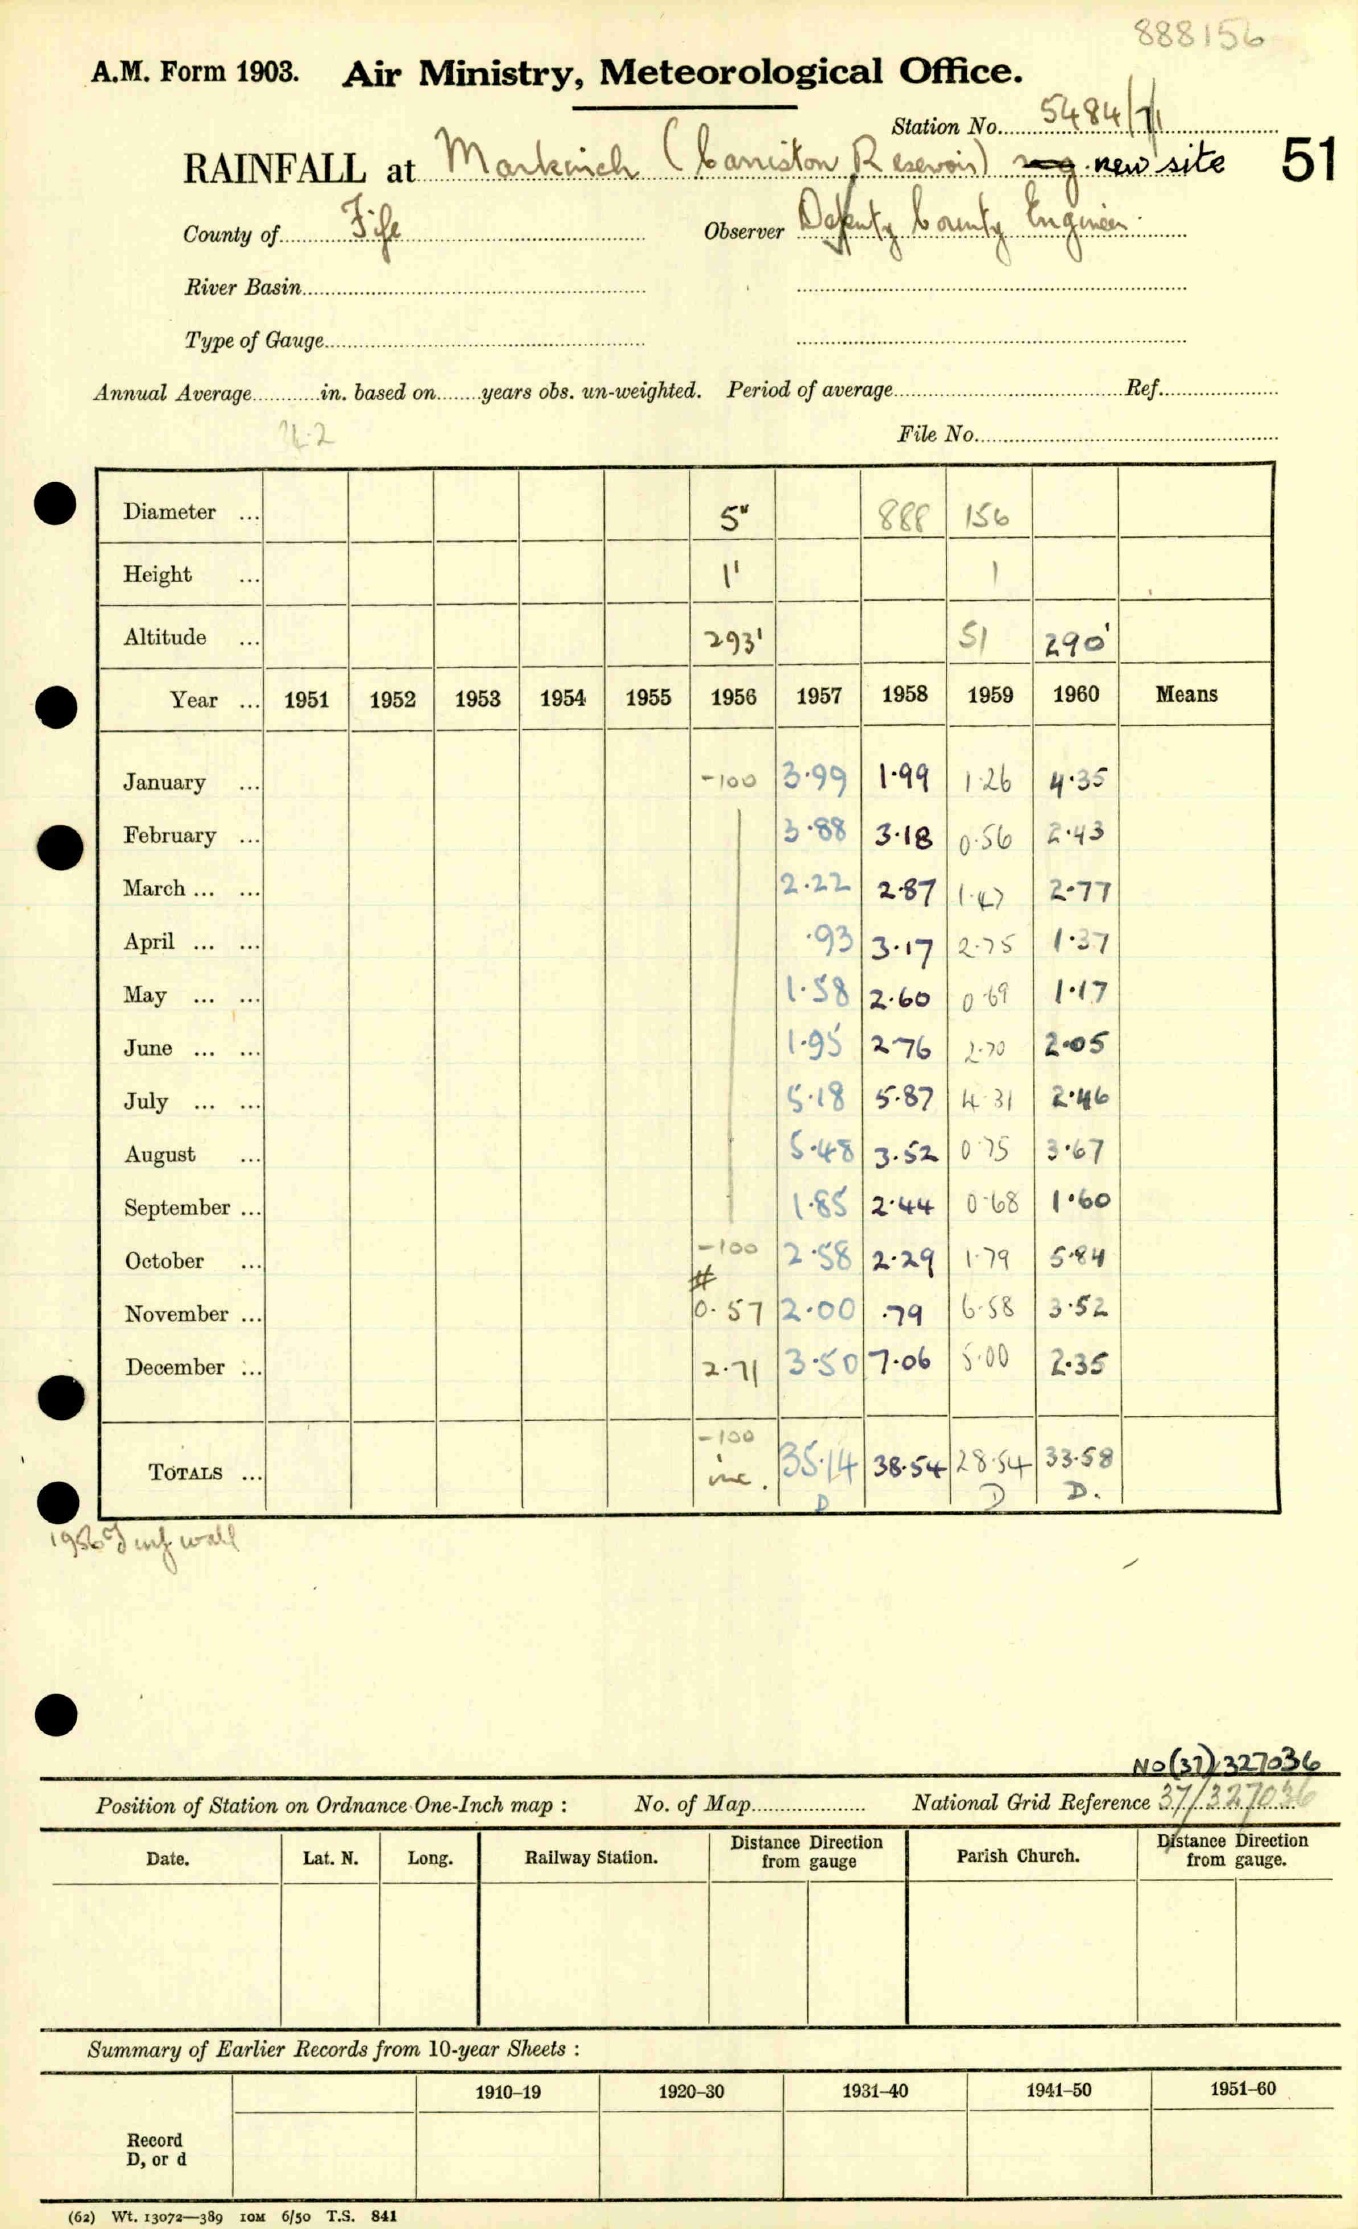 888156
A.M. Form 1903. Air Ministry, Meteorological Office.
Station No. 5484/7/1
RAINFALL at Markinch (Carriston Reservoir) new site 51
County of Fife Observer Deputy County Engineer
River Basin
Type of Gauge
Annual Average in. based on years obs. un-weighted. Period of average Ref.
File No.
Diameter ... 5" 888 156
Height ... 1' 1
Altitude ... 293' 51 290'
Year ... 1951 1952 1953 1954 1955 1956 1957 1958 1959 1960 Means
January ... -100 3.99 1.99 1.26 4.35
February ... 3.88 3.18 0.56 2.43
March ... ... 2.22 2.87 1.47 2.77
April ... ... .93 3.17 2.75 1.37
May ... ... 1.58 2.60 0.69 1.17
June ... ... 1.95 2.76 2.70 2.05
July ... ... 5.18 5.87 4.31 2.46
August ... 5.48 3.52 0.75 3.67
September ... 1.85 2.44 0.68 1.60
October ... -100 2.58 2.29 1.79 5.84
#
November ... 0.57 2.00 .79 6.58 3.52
December ... 2.71 3.50 7.06 5.00 2.35
-100
TOTALS ... inc. 35.14 38.54 28.54 33.58
D D D.
1956 Turf wall
NO(37) 327036
Position of Station on Ordnance One-Inch map : No. of Map National Grid Reference 37/327036
Date. Lat. N. Long. Railway Station. Distance Direction from gauge Parish Church. Distance Direction from gauge.
Summary of Earlier Records from 10-year Sheets :
1910–19 1920–30 1931–40 1941–50 1951–60
Record
D, or d
(62) Wt. 13072—389 10M 6/50 T.S. 841